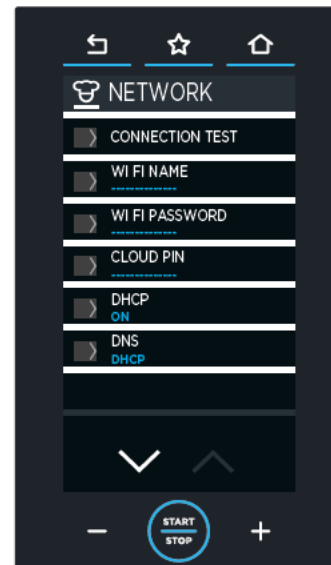 NETWORK
CONNECTION TEST
WI FI NAME
-------------
WI FI PASSWORD
-------------
CLOUD PIN
-------------
DHCP
ON
DNS
DHCP
START
STOP